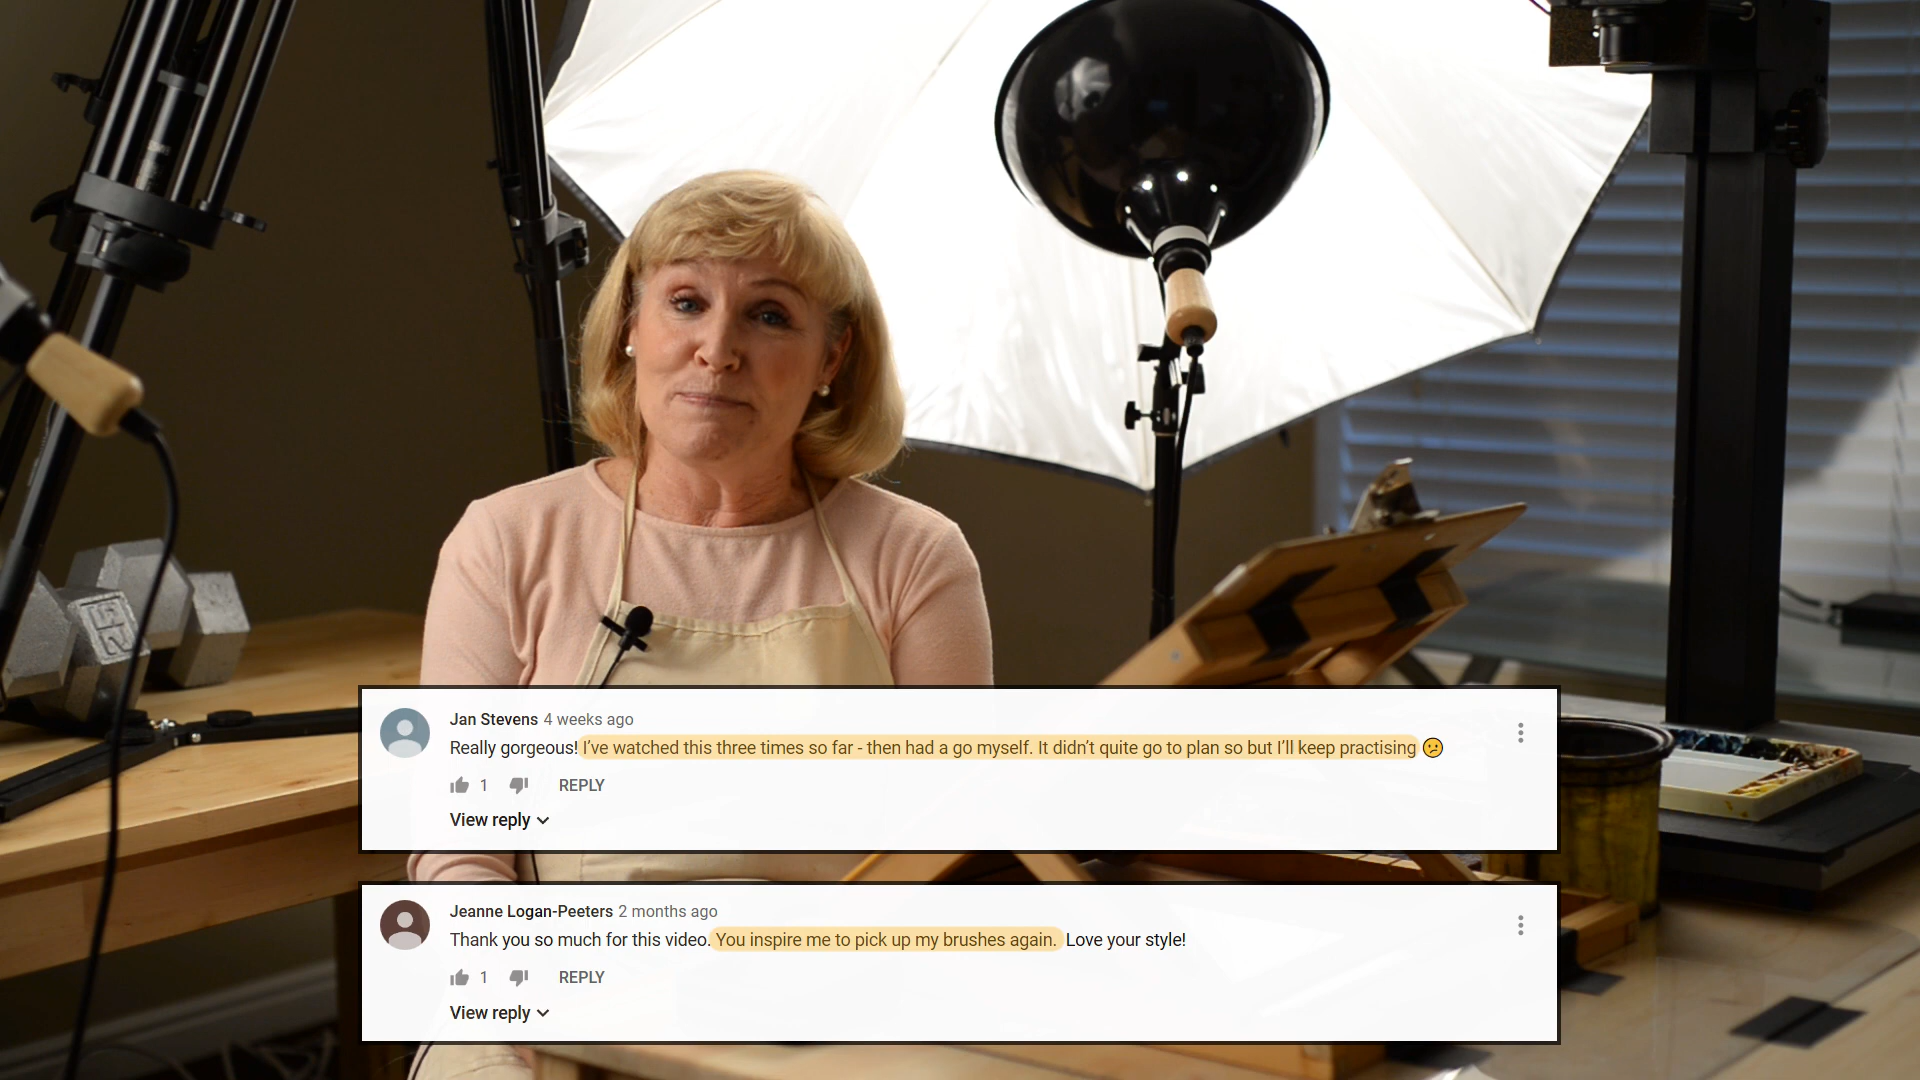 Jan Stevens 4 weeks ago
Really gorgeous! I've watched this three times so far - then had a go myself. It didn't quite go to plan so but I'll keep practising 😕
1 REPLY
View reply
Jeanne Logan-Peeters 2 months ago
Thank you so much for this video. You inspire me to pick up my brushes again. Love your style!
1 REPLY
View reply